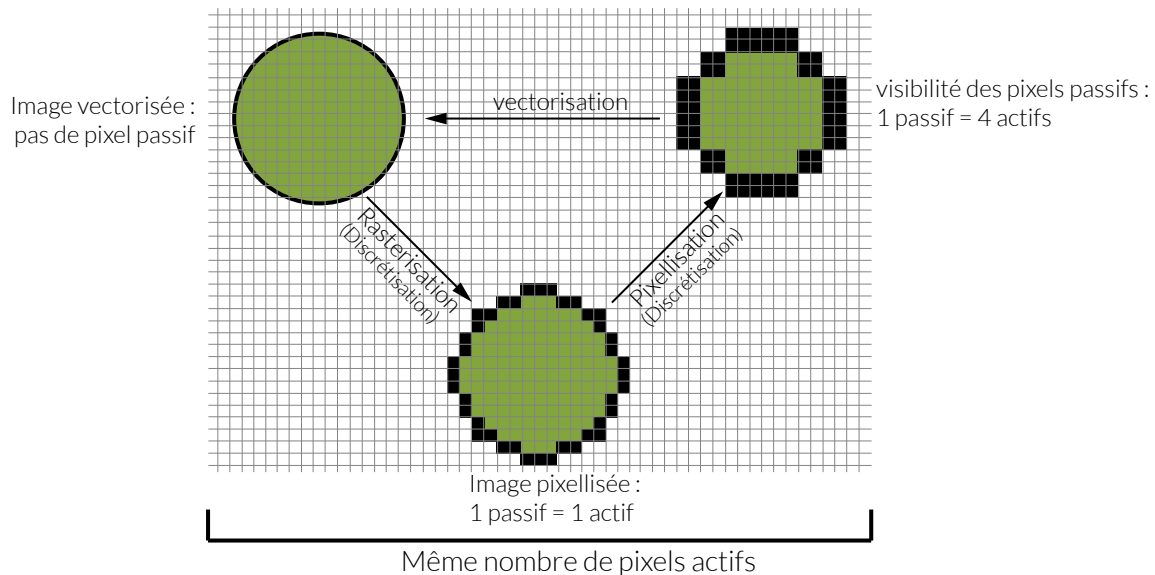 Image vectorisée :
pas de pixel passif
vectorisation
visibilité des pixels passifs :
1 passif = 4 actifs
Rasterisation
(Discrétisation)
Pixellisation
(Discrétisation)
Image pixellisée :
1 passif = 1 actif
Même nombre de pixels actifs